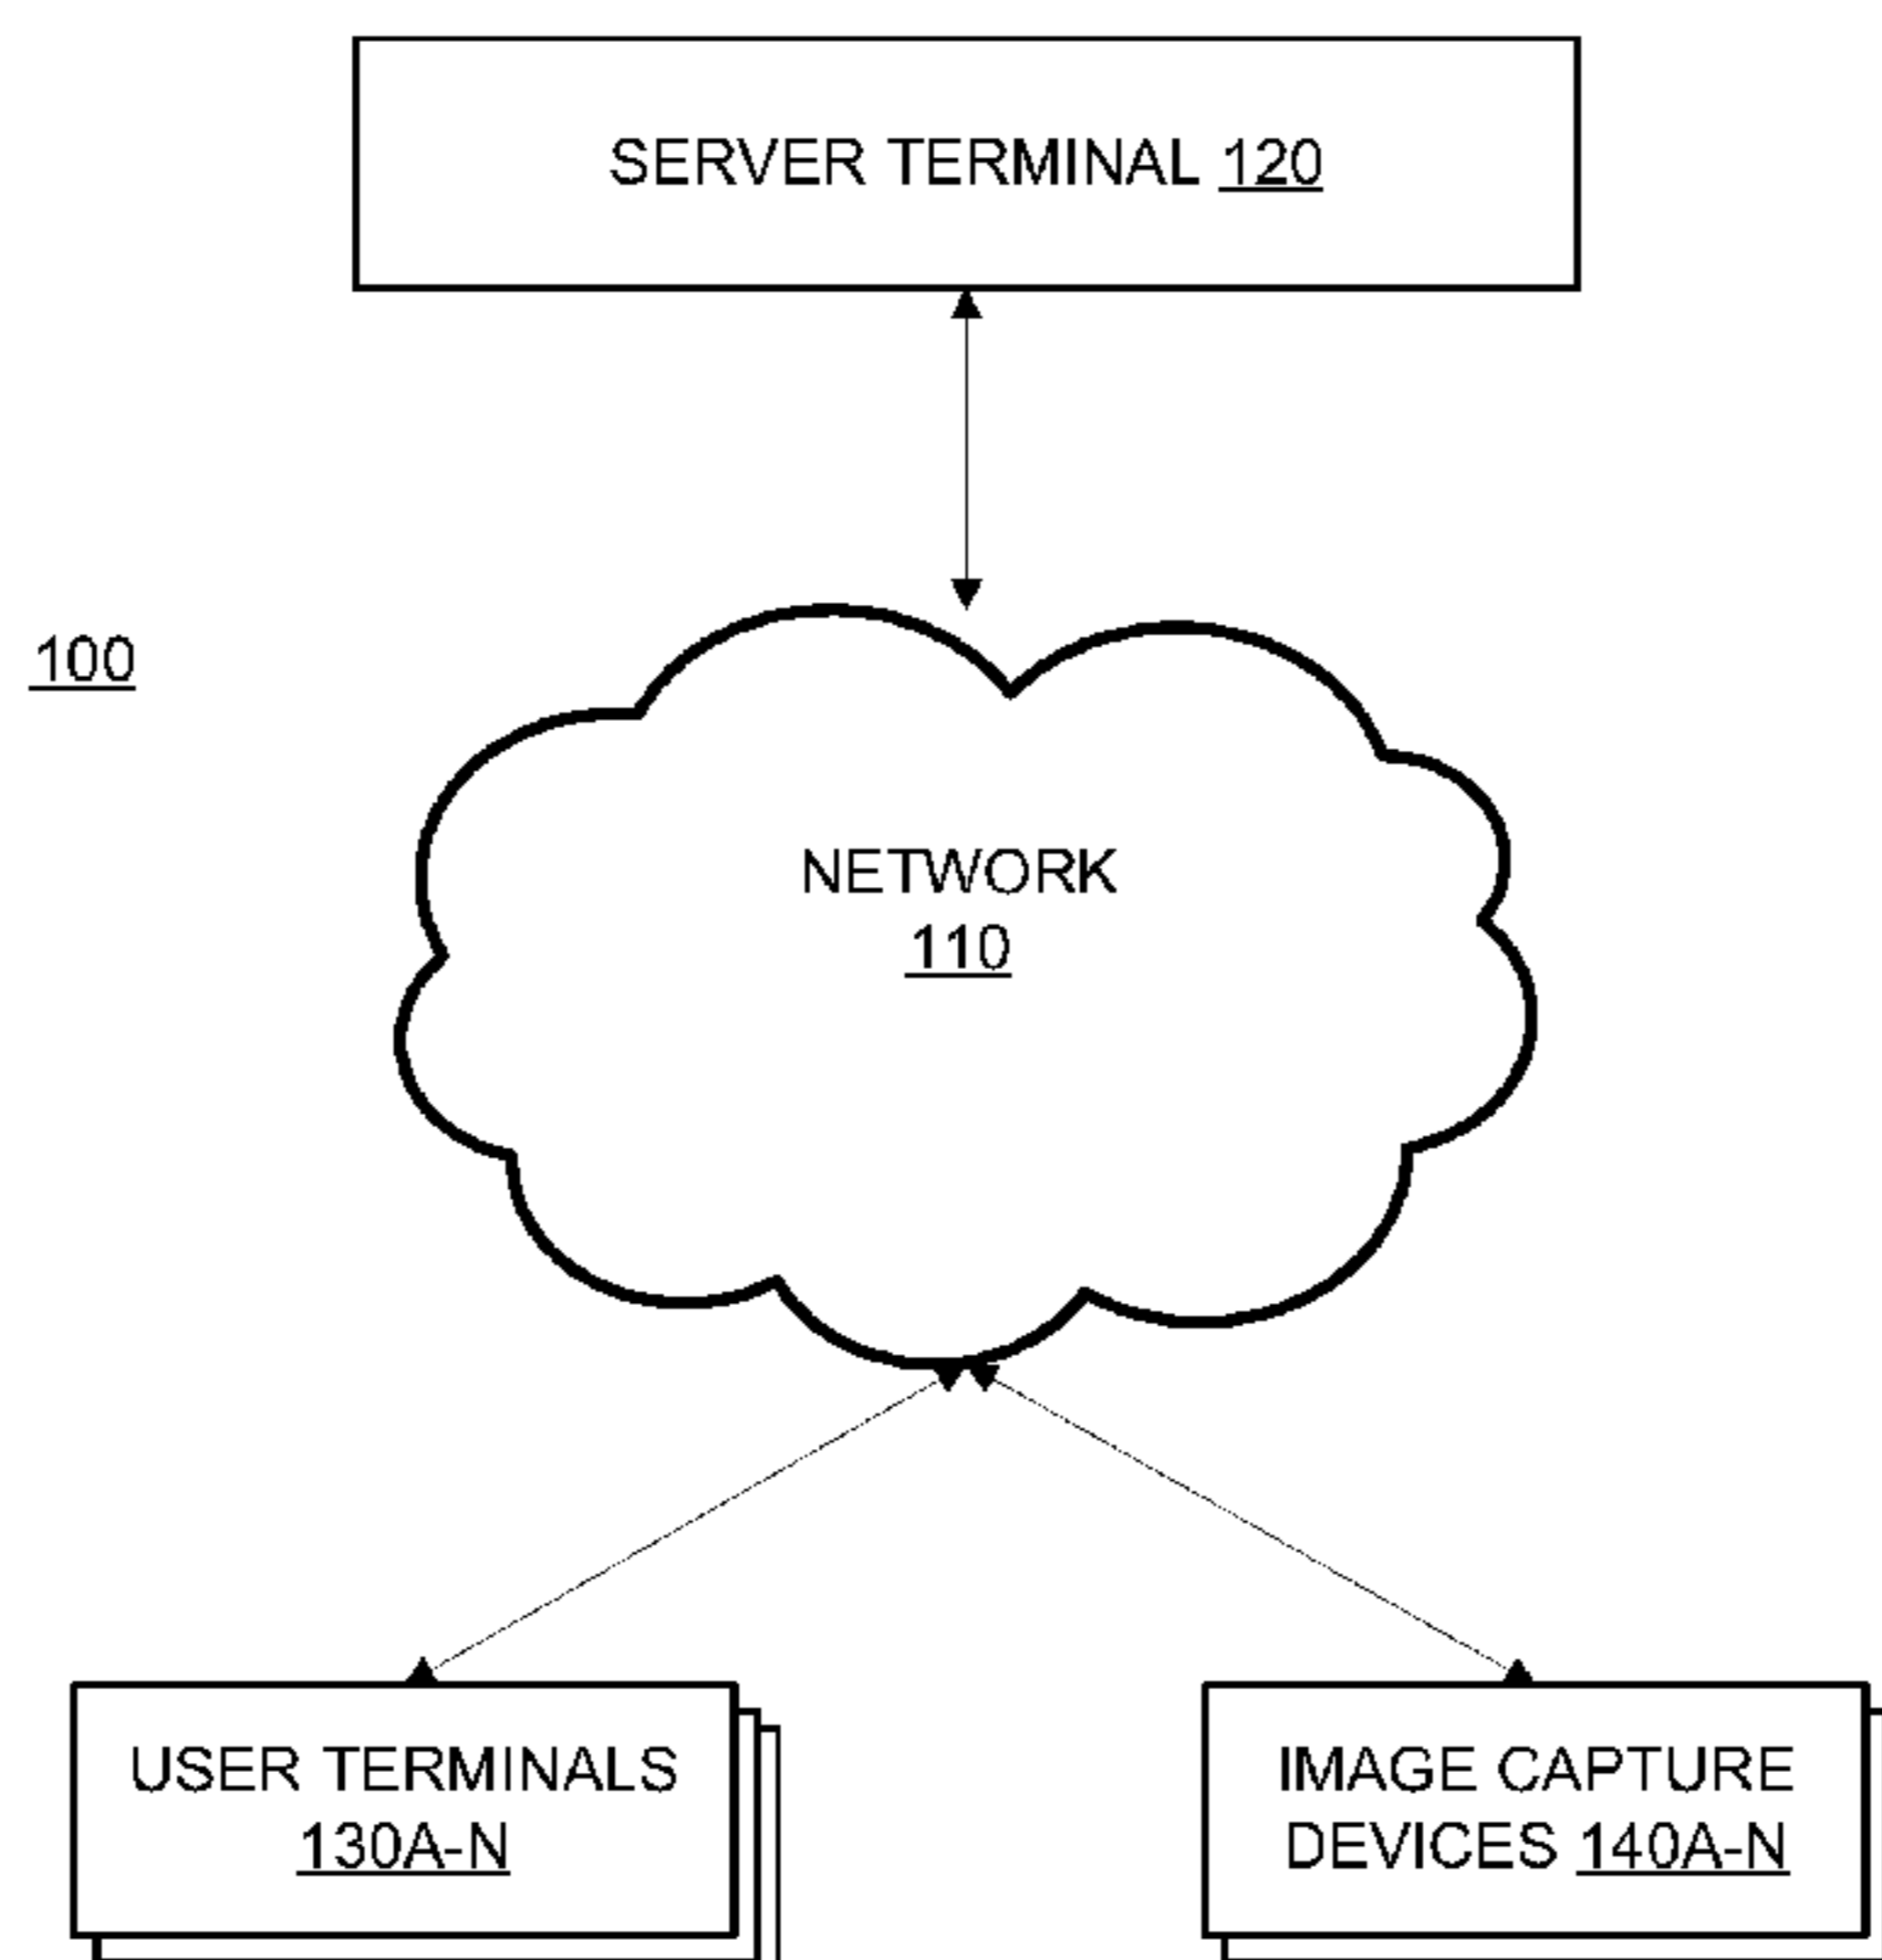 SERVER TERMINAL 120
100
NETWORK
110
USER TERMINALS
130A-N
IMAGE CAPTURE
DEVICES 140A-N